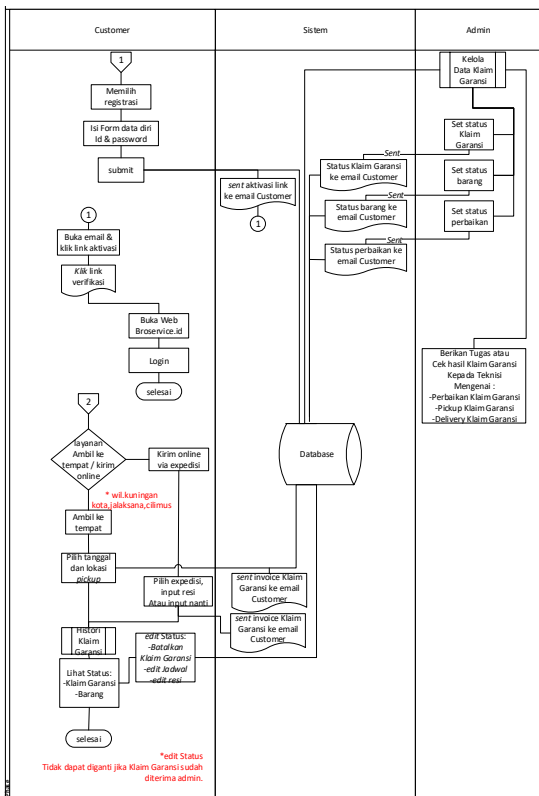 Customer
Sistem
Admin
1
Memilih
registrasi
Isi Form data diri
Id & password
submit
sent aktivasi link
ke email Customer
1
1
Buka email &
klik link aktivasi
Klik link
verifikasi
Buka Web
Broservice.id
Login
selesai
Kelola
Data Klaim
Garansi
Set status
Klaim
Garansi
Sent
Status Klaim Garansi
ke email Customer
Set status
barang
Sent
Status barang ke
email Customer
Set status
perbaikan
Sent
Status perbaikan ke
email Customer
Berikan Tugas atau
Cek hasil Klaim Garansi
Kepada Teknisi
Mengenai :
-Perbaikan Klaim Garansi
-Pickup Klaim Garansi
-Delivery Klaim Garansi
Database
2
layanan
Ambil ke
tempat / kirim
online
Kirim online
via expedisi
* wil.kuningan
kota,jalaksana,cilimus
Ambil ke
tempat
Pilih tanggal
dan lokasi
pickup
Pilih expedisi,
input resi
Atau input nanti
sent invoice Klaim
Garansi ke email
Customer
sent invoice Klaim
Garansi ke email
Customer
Histori
Klaim
Garansi
edit Status:
-Batalkan
Klaim Garansi
-edit Jadwal
-edit resi
Lihat Status:
-Klaim Garansi
-Barang
selesai
*edit Status
Tidak dapat diganti jika Klaim Garansi sudah
diterima admin.